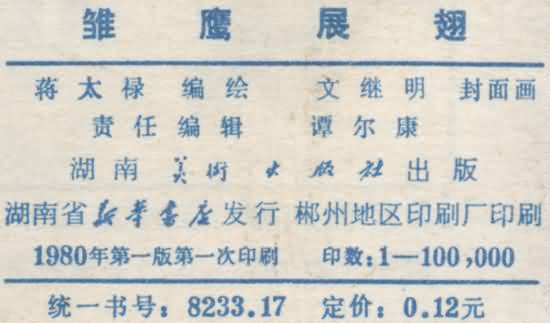 雏鹰展翅
蒋太禄 编绘 文继明 封面画
责任编辑 谭尔康
湖南美术出版社出版
湖南省新华书店发行 郴州地区印刷厂印刷
1980年第一版第一次印刷 印数：1—100,000
统一书号：8233.17 定价：0.12元